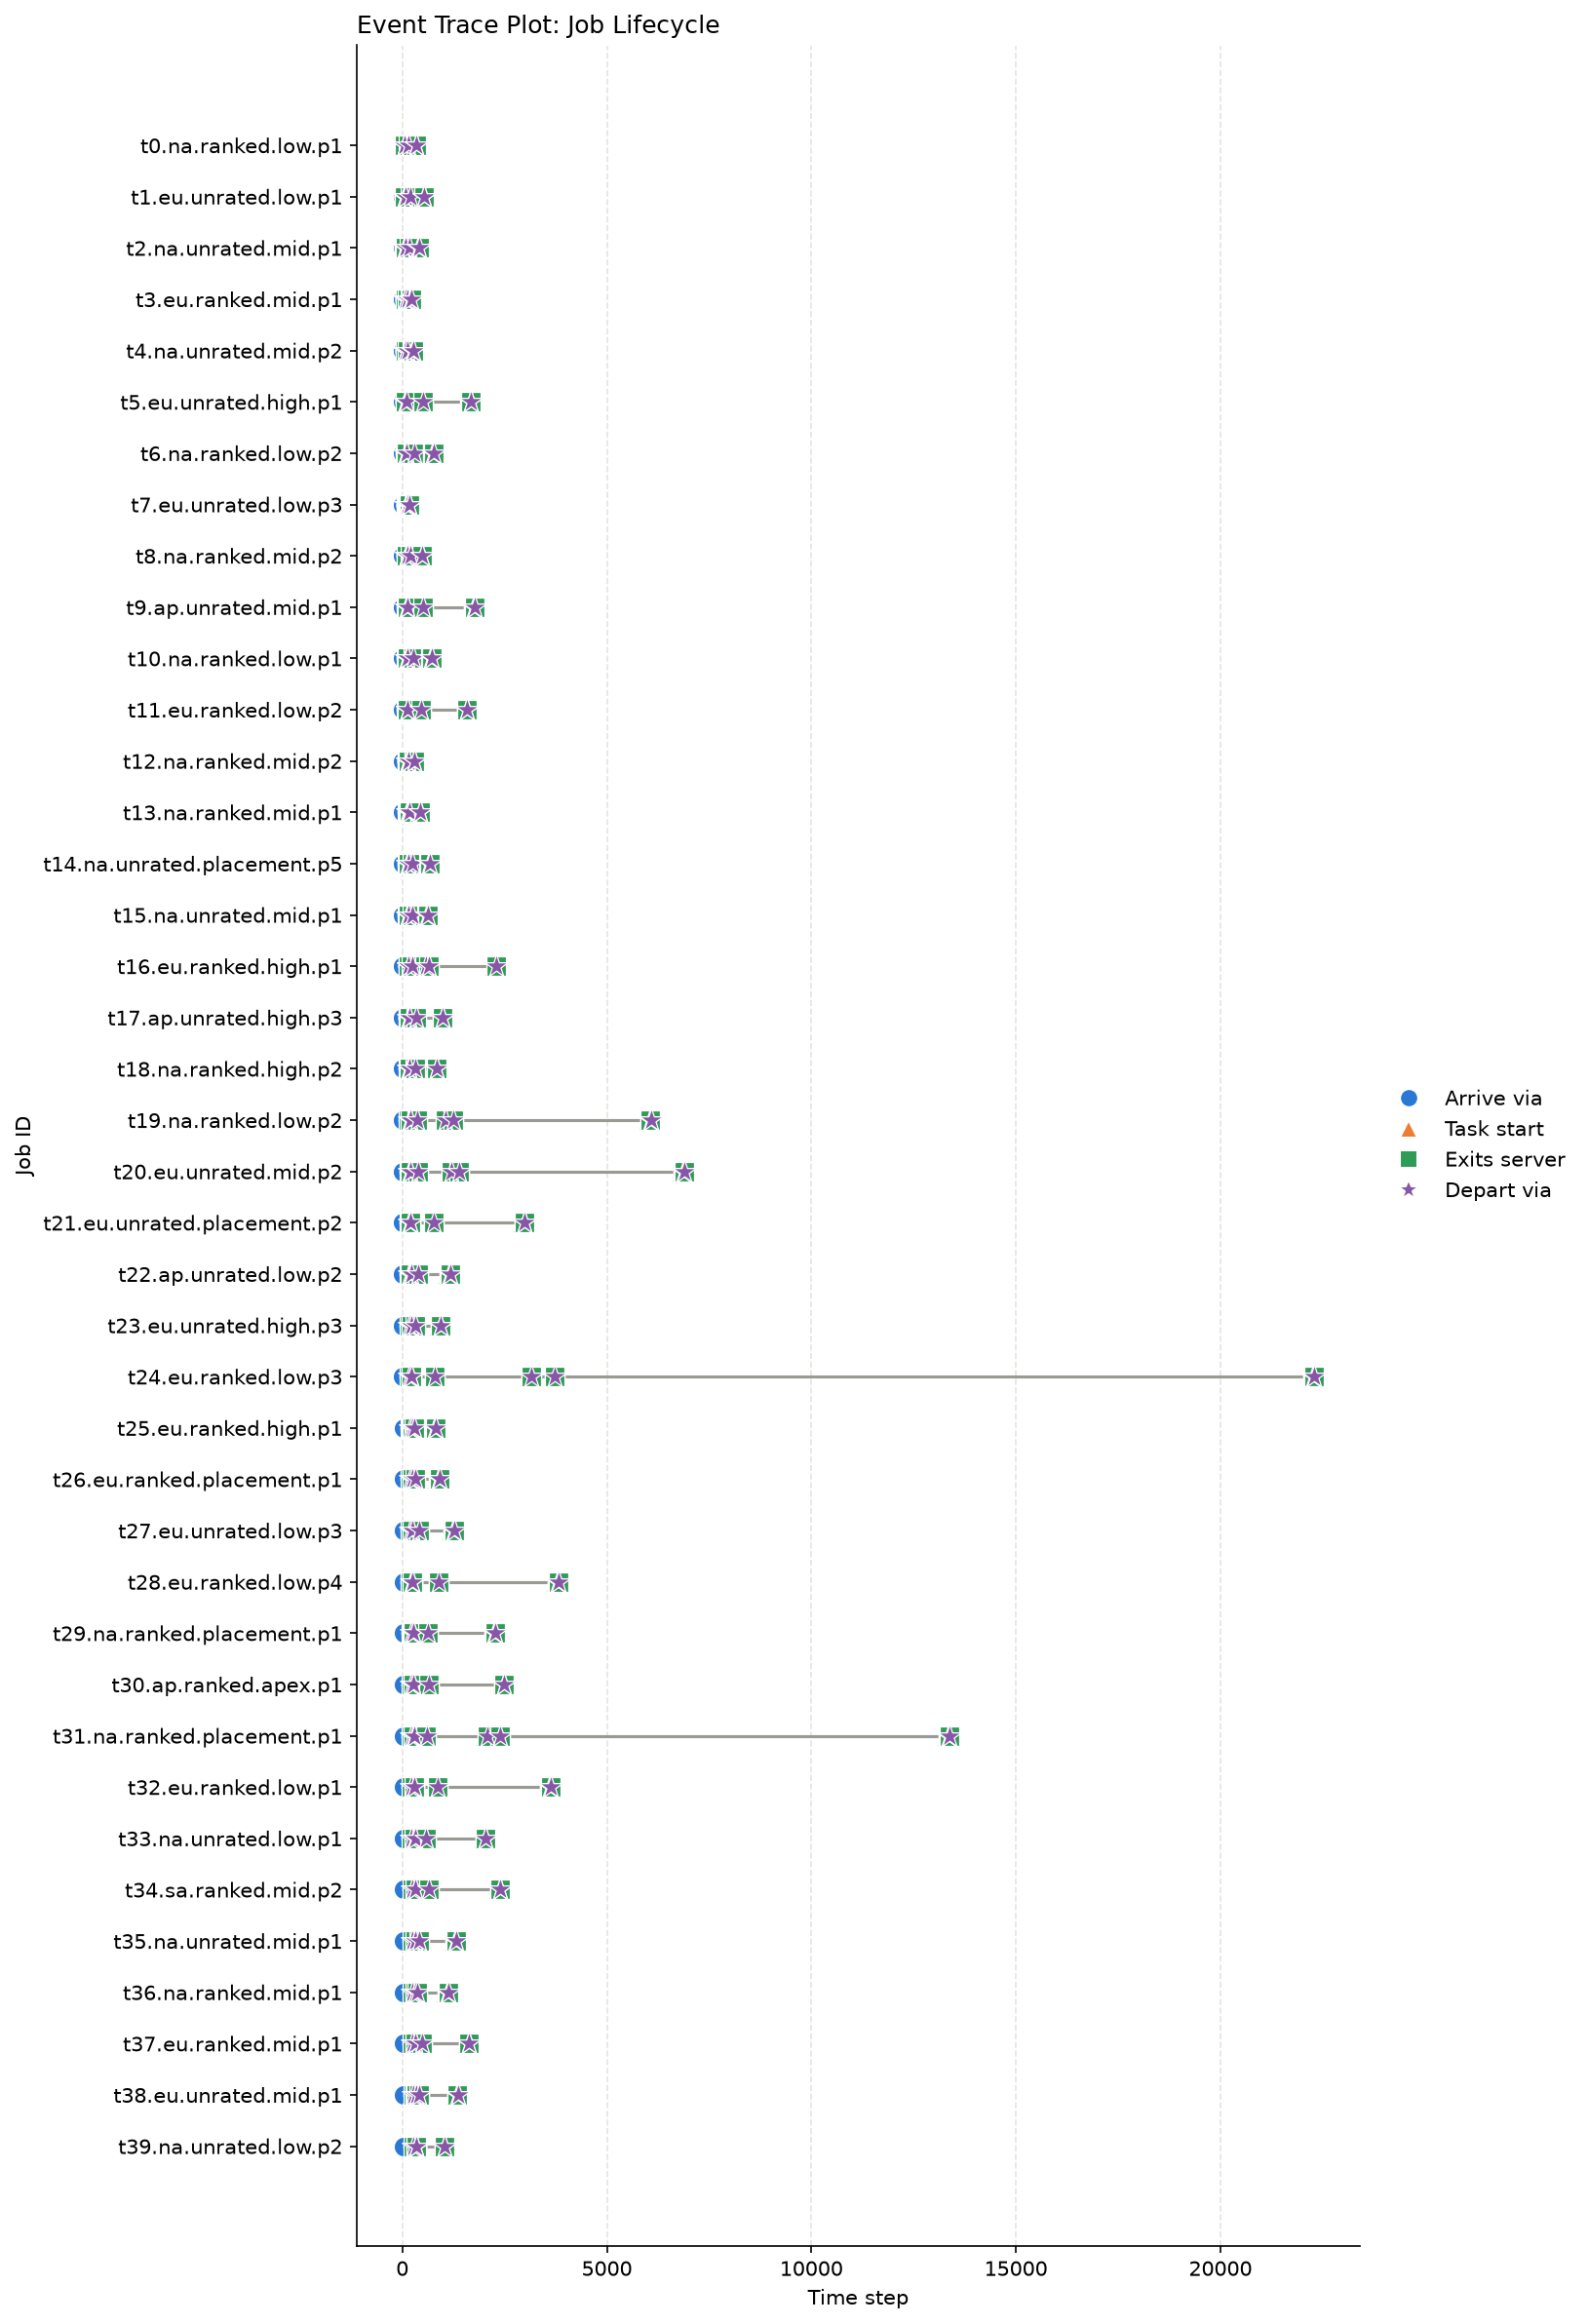 Event Trace Plot: Job Lifecycle
Job ID
t0.na.ranked.low.p1
t1.eu.unrated.low.p1
t2.na.unrated.mid.p1
t3.eu.ranked.mid.p1
t4.na.unrated.mid.p2
t5.eu.unrated.high.p1
t6.na.ranked.low.p2
t7.eu.unrated.low.p3
t8.na.ranked.mid.p2
t9.ap.unrated.mid.p1
t10.na.ranked.low.p1
t11.eu.ranked.low.p2
t12.na.ranked.mid.p2
t13.na.ranked.mid.p1
t14.na.unrated.placement.p5
t15.na.unrated.mid.p1
t16.eu.ranked.high.p1
t17.ap.unrated.high.p3
t18.na.ranked.high.p2
t19.na.ranked.low.p2
t20.eu.unrated.mid.p2
t21.eu.unrated.placement.p2
t22.ap.unrated.low.p2
t23.eu.unrated.high.p3
t24.eu.ranked.low.p3
t25.eu.ranked.high.p1
t26.eu.ranked.placement.p1
t27.eu.unrated.low.p3
t28.eu.ranked.low.p4
t29.na.ranked.placement.p1
t30.ap.ranked.apex.p1
t31.na.ranked.placement.p1
t32.eu.ranked.low.p1
t33.na.unrated.low.p1
t34.sa.ranked.mid.p2
t35.na.unrated.mid.p1
t36.na.ranked.mid.p1
t37.eu.ranked.mid.p1
t38.eu.unrated.mid.p1
t39.na.unrated.low.p2
0 5000 10000 15000 20000
Time step
Arrive via
Task start
Exits server
Depart via